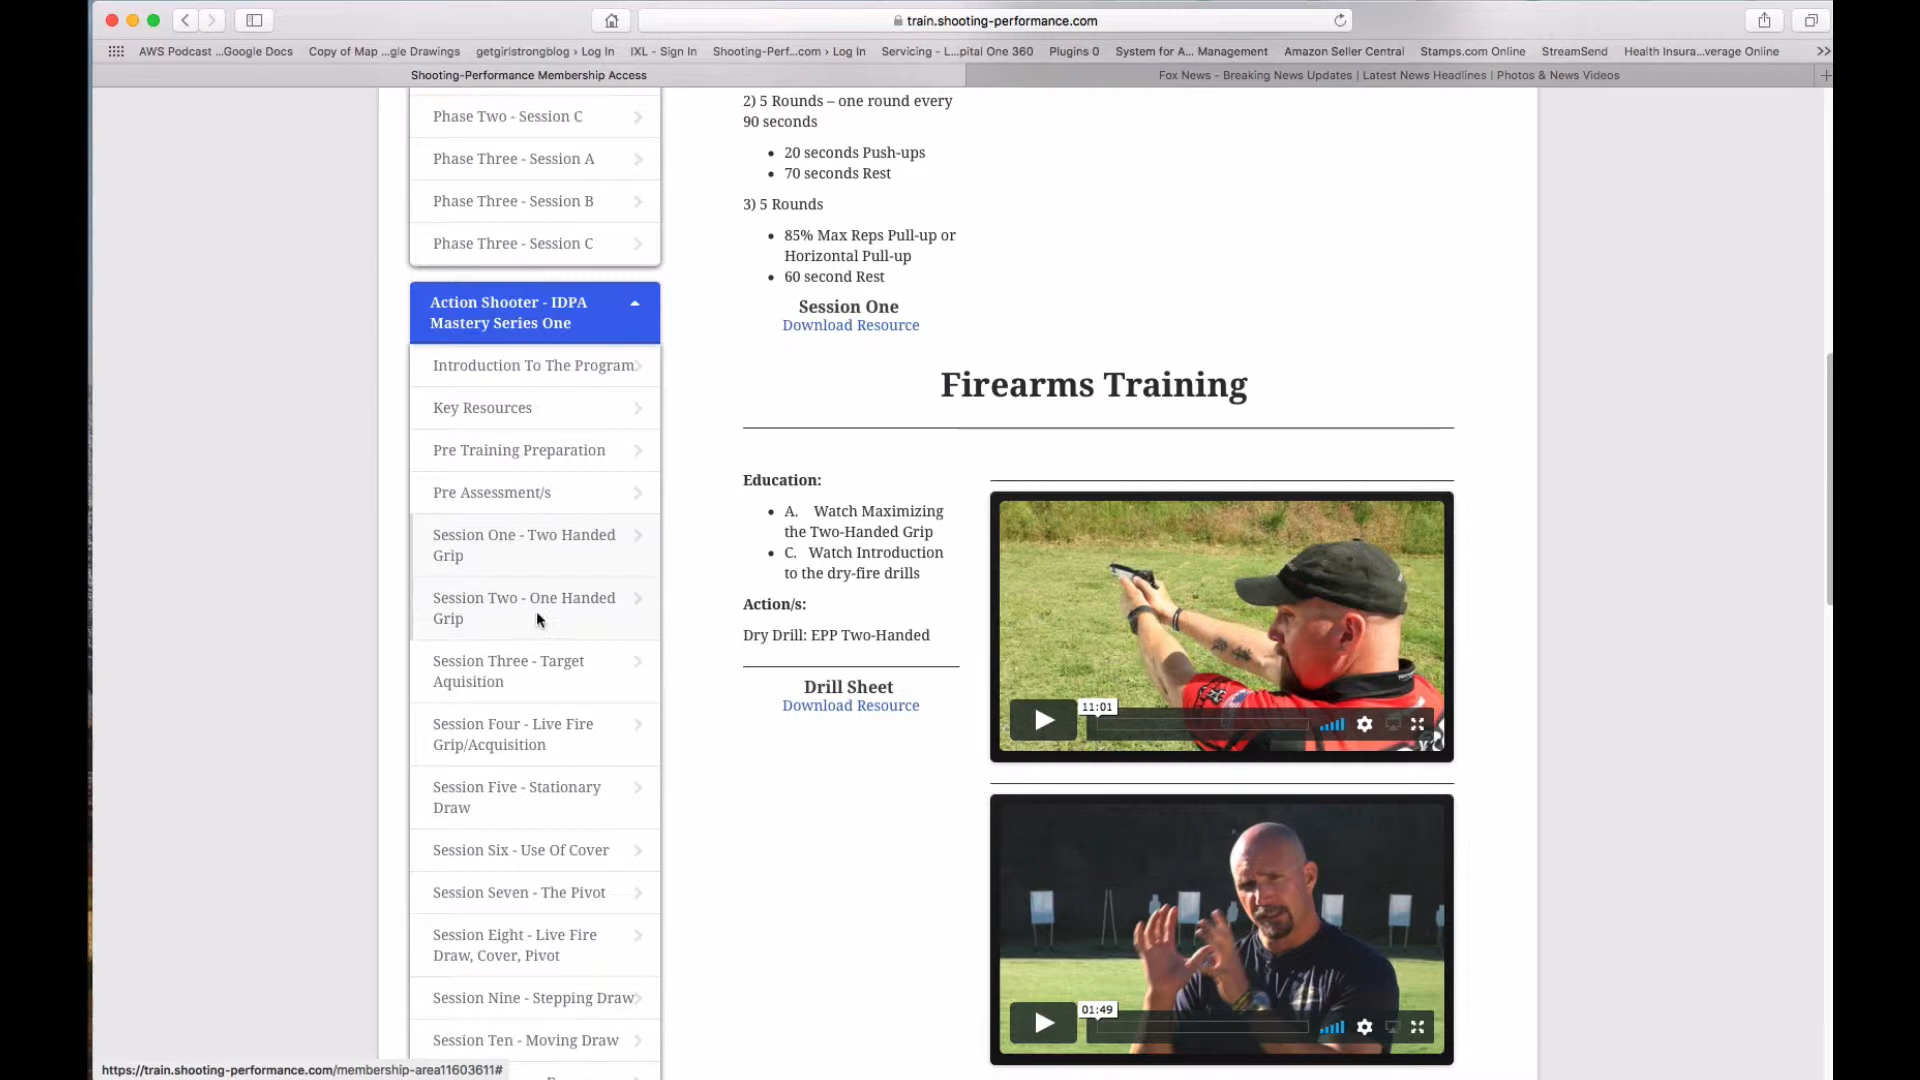 train.shooting-performance.com
AWS Podcast ...Google Docs
Copy of Map ...gle Drawings
getgirlstrongblog › Log In
IXL - Sign In
Shooting-Perf...com › Log In
Servicing - L...pital One 360
Plugins 0
System for A... Management
Amazon Seller Central
Stamps.com Online
StreamSend
Health Insura...verage Online
Shooting-Performance Membership Access
Fox News - Breaking News Updates | Latest News Headlines | Photos & News Videos
Phase Two - Session C
Phase Three - Session A
Phase Three - Session B
Phase Three - Session C
Action Shooter - IDPA
Mastery Series One
Introduction To The Program
Key Resources
Pre Training Preparation
Pre Assessment/s
Session One - Two Handed
Grip
Session Two - One Handed
Grip
Session Three - Target
Aquisition
Session Four - Live Fire
Grip/Acquisition
Session Five - Stationary
Draw
Session Six - Use Of Cover
Session Seven - The Pivot
Session Eight - Live Fire
Draw, Cover, Pivot
Session Nine - Stepping Draw
Session Ten - Moving Draw
2) 5 Rounds – one round every
90 seconds
• 20 seconds Push-ups
• 70 seconds Rest
3) 5 Rounds
• 85% Max Reps Pull-up or
Horizontal Pull-up
• 60 second Rest
Session One
Download Resource
Firearms Training
Education:
• A. Watch Maximizing
the Two-Handed Grip
• C. Watch Introduction
to the dry-fire drills
Action/s:
Dry Drill: EPP Two-Handed
Drill Sheet
Download Resource
11:01
01:49
https://train.shooting-performance.com/membership-area11603611#